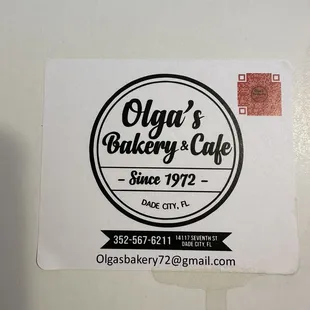 Olga's
Bakery & Cafe
- Since 1972 -
DADE CITY, FL
352-567-6211 14117 SEVENTH ST
DADE CITY, FL
Olgasbakery72@gmail.com